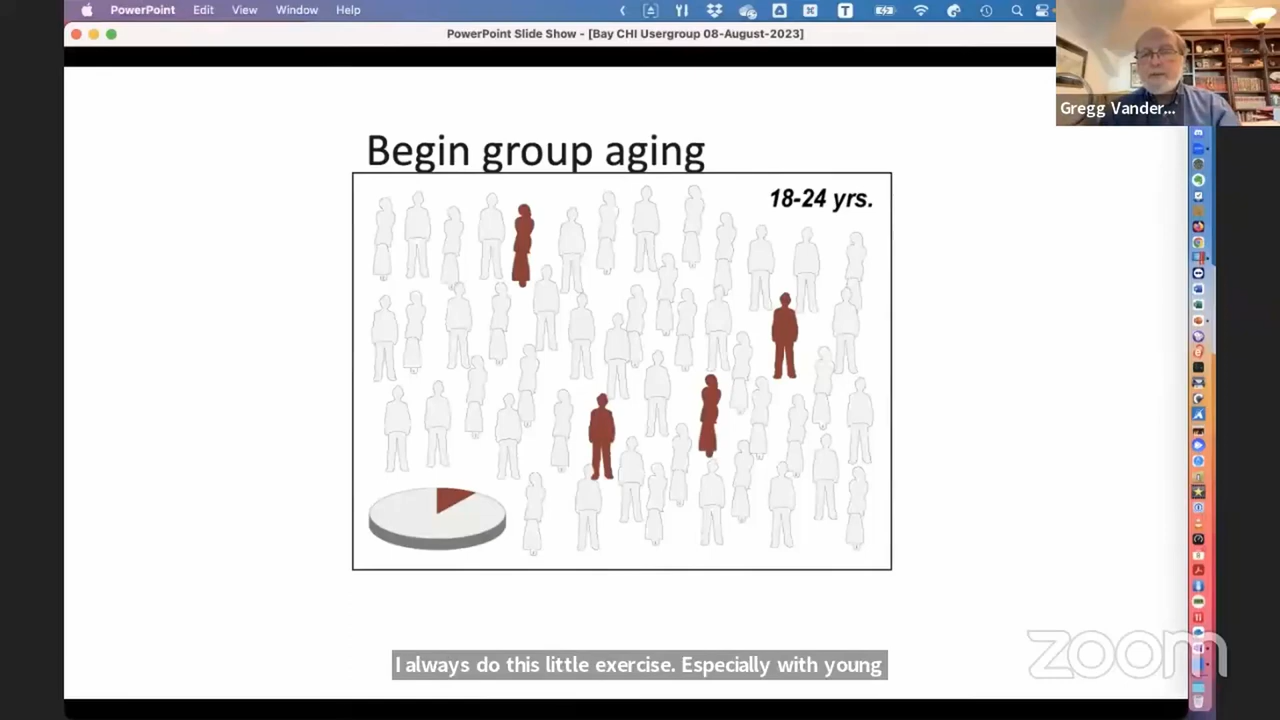 PowerPoint Edit View Window Help
PowerPoint Slide Show - [Bay CHI Usergroup 08-August-2023]
Gregg Vander...
Begin group aging
18-24 yrs.
I always do this little exercise. Especially with young
zoom